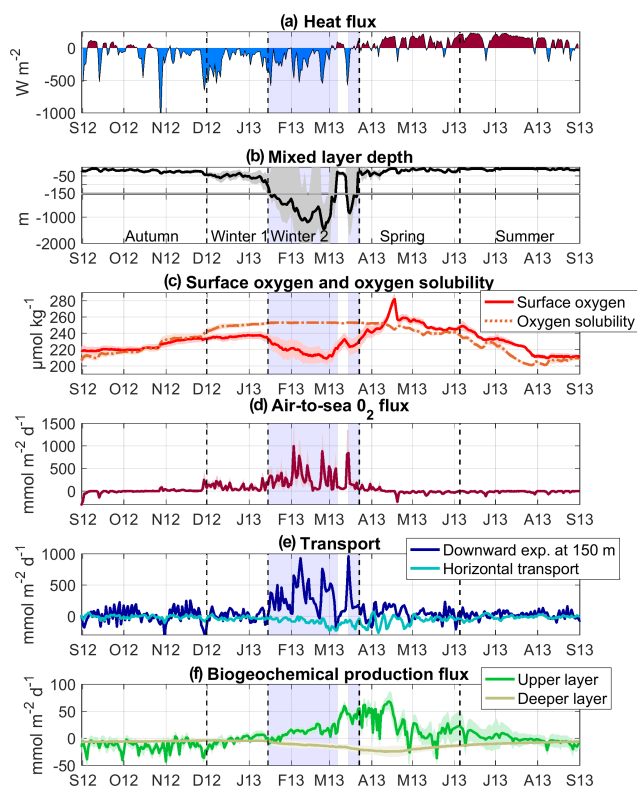 (a) Heat flux
W m-2
0
-500
-1000
S12 O12 N12 D12 J13 F13 M13 A13 M13 J13 J13 A13 S13
(b) Mixed layer depth
m
-50
-150
-1000
-2000
Autumn Winter 1 Winter 2 Spring Summer
S12 O12 N12 D12 J13 F13 M13 A13 M13 J13 J13 A13 S13
(c) Surface oxygen and oxygen solubility
μmol kg-1
280
260
240
220
200
Surface oxygen
Oxygen solubility
S12 O12 N12 D12 J13 F13 M13 A13 M13 J13 J13 A13 S13
(d) Air-to-sea 0₂ flux
mmol m-2 d-1
1500
1000
500
0
S12 O12 N12 D12 J13 F13 M13 A13 M13 J13 J13 A13 S13
(e) Transport
mmol m-2 d-1
1000
500
0
Downward exp. at 150 m
Horizontal transport
S12 O12 N12 D12 J13 F13 M13 A13 M13 J13 J13 A13 S13
(f) Biogeochemical production flux
mmol m-2 d-1
100
50
0
-50
Upper layer
Deeper layer
S12 O12 N12 D12 J13 F13 M13 A13 M13 J13 J13 A13 S13